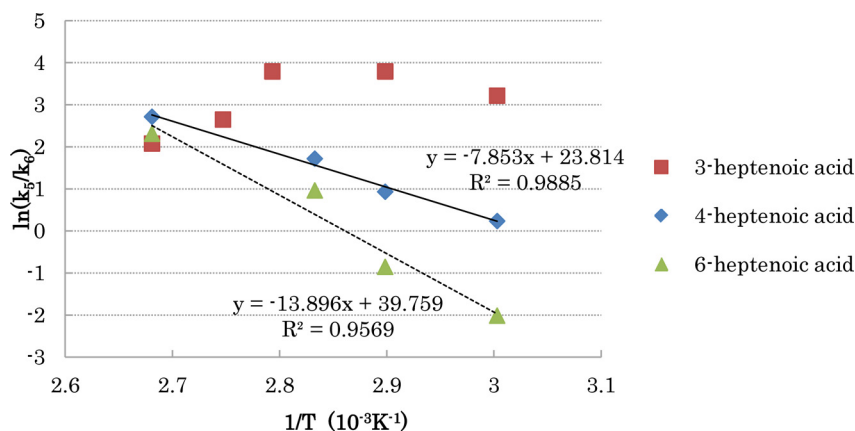 5
4
3
2
1
0
-1
-2
-3
ln(k₅/k₆)
y = -7.853x + 23.814
R² = 0.9885
y = -13.896x + 39.759
R² = 0.9569
2.6 2.7 2.8 2.9 3 3.1
1/T (10⁻³K⁻¹)
3-heptenoic acid
4-heptenoic acid
6-heptenoic acid